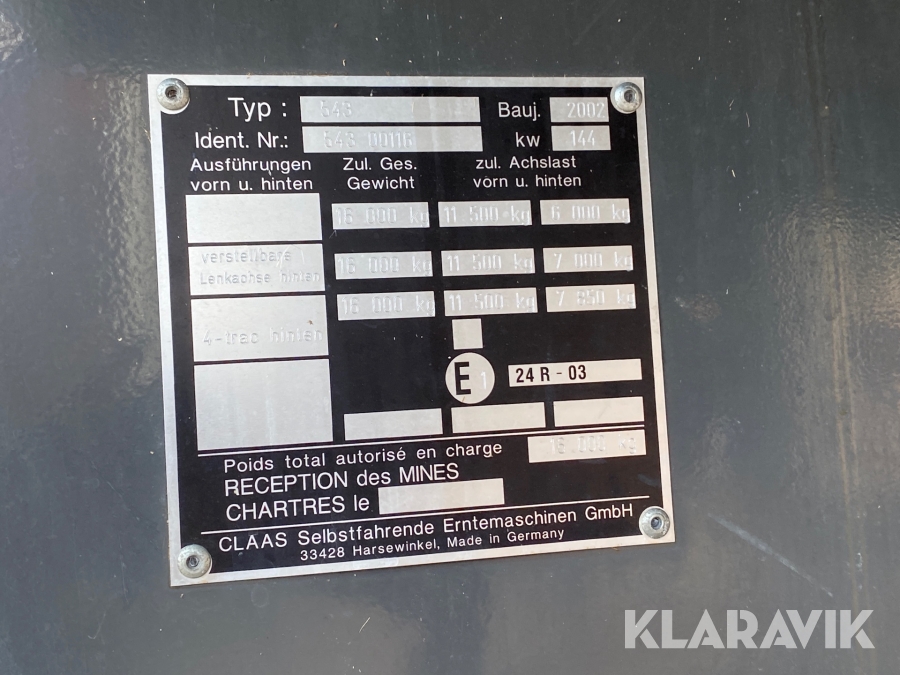 Typ : 543 Bauj. 2002
Ident. Nr.: 543 00116 kw 144
Ausführungen vorn u. hinten Zul. Ges. Gewicht zul. Achslast vorn u. hinten
16 000 kg 11 500 kg 6 000 kg
verstellbare Lenkachse hinten 16 000 kg 11 500 kg 7 000 kg
4-trac hinten 16 000 kg 11 500 kg 7 850 kg
E 1 24 R - 03
Poids total autorisé en charge 16.000 kg
RECEPTION des MINES
CHARTRES le
CLAAS Selbstfahrende Erntemaschinen GmbH
33428 Harsewinkel, Made in Germany
KLARAVIK